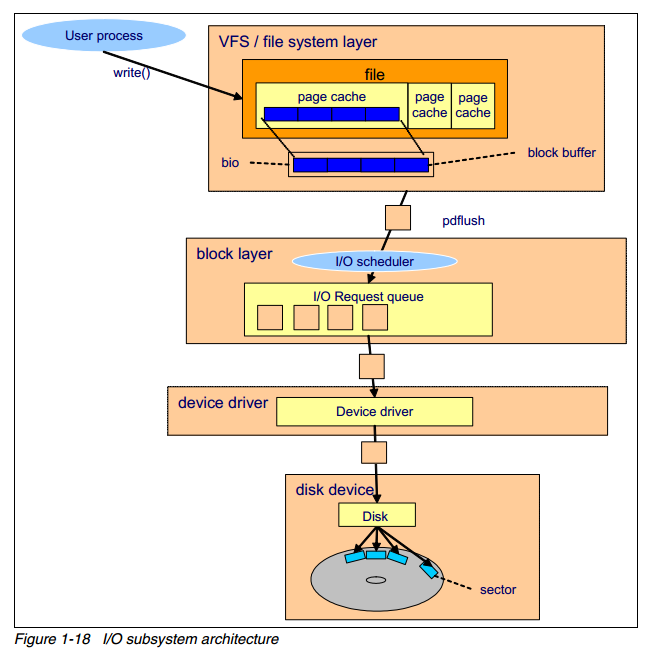 User process
write()
VFS / file system layer
file
page cache
page
cache
page
cache
bio
block buffer
pdflush
block layer
I/O scheduler
I/O Request queue
device driver
Device driver
disk device
Disk
sector
Figure 1-18 I/O subsystem architecture